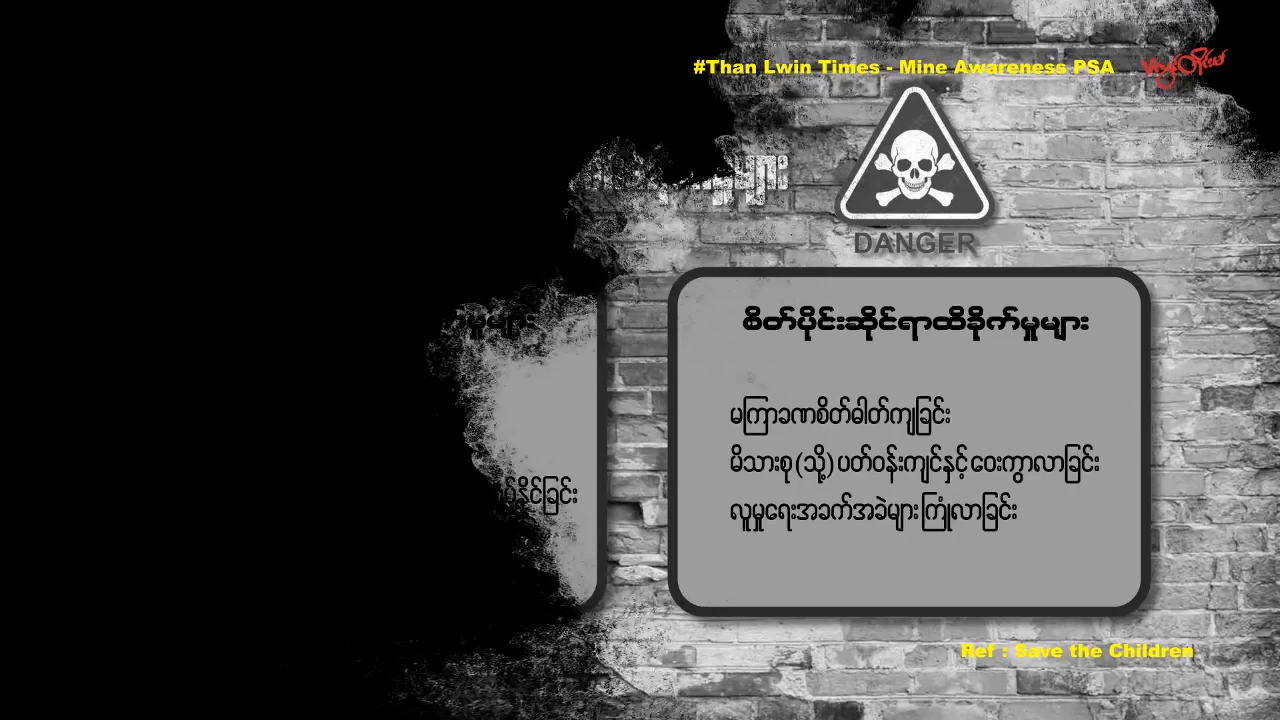 #Than Lwin Times - Mine Awareness PSA
DANGER
စိတ်ပိုင်းဆိုင်ရာထိခိုက်မှုများ
မကြာခဏစိတ်ဓါတ်ကျခြင်း
မိသားစု (သို့) ပတ်ဝန်းကျင်နှင့် ဝေးကွာလာခြင်း
လူမှုရေးအခက်အခဲများ ကြုံလာခြင်း
Ref : Save the Children